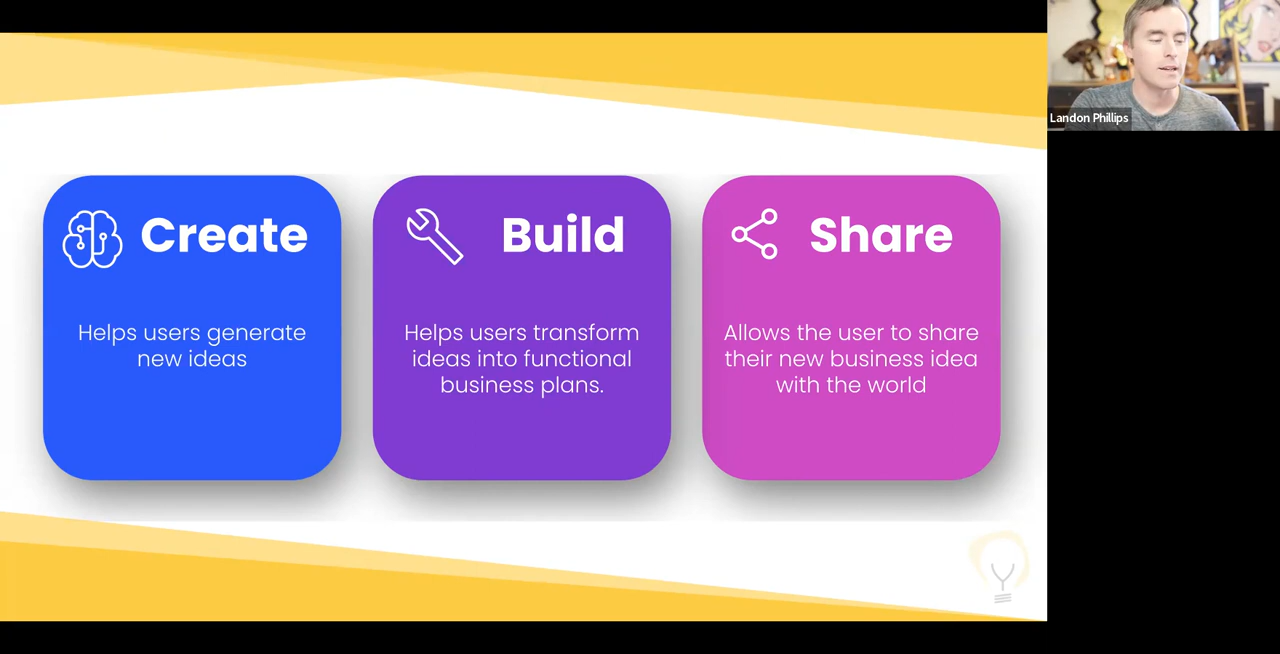 Landon Phillips
Create
Helps users generate
new ideas
Build
Helps users transform
ideas into functional
business plans.
Share
Allows the user to share
their new business idea
with the world